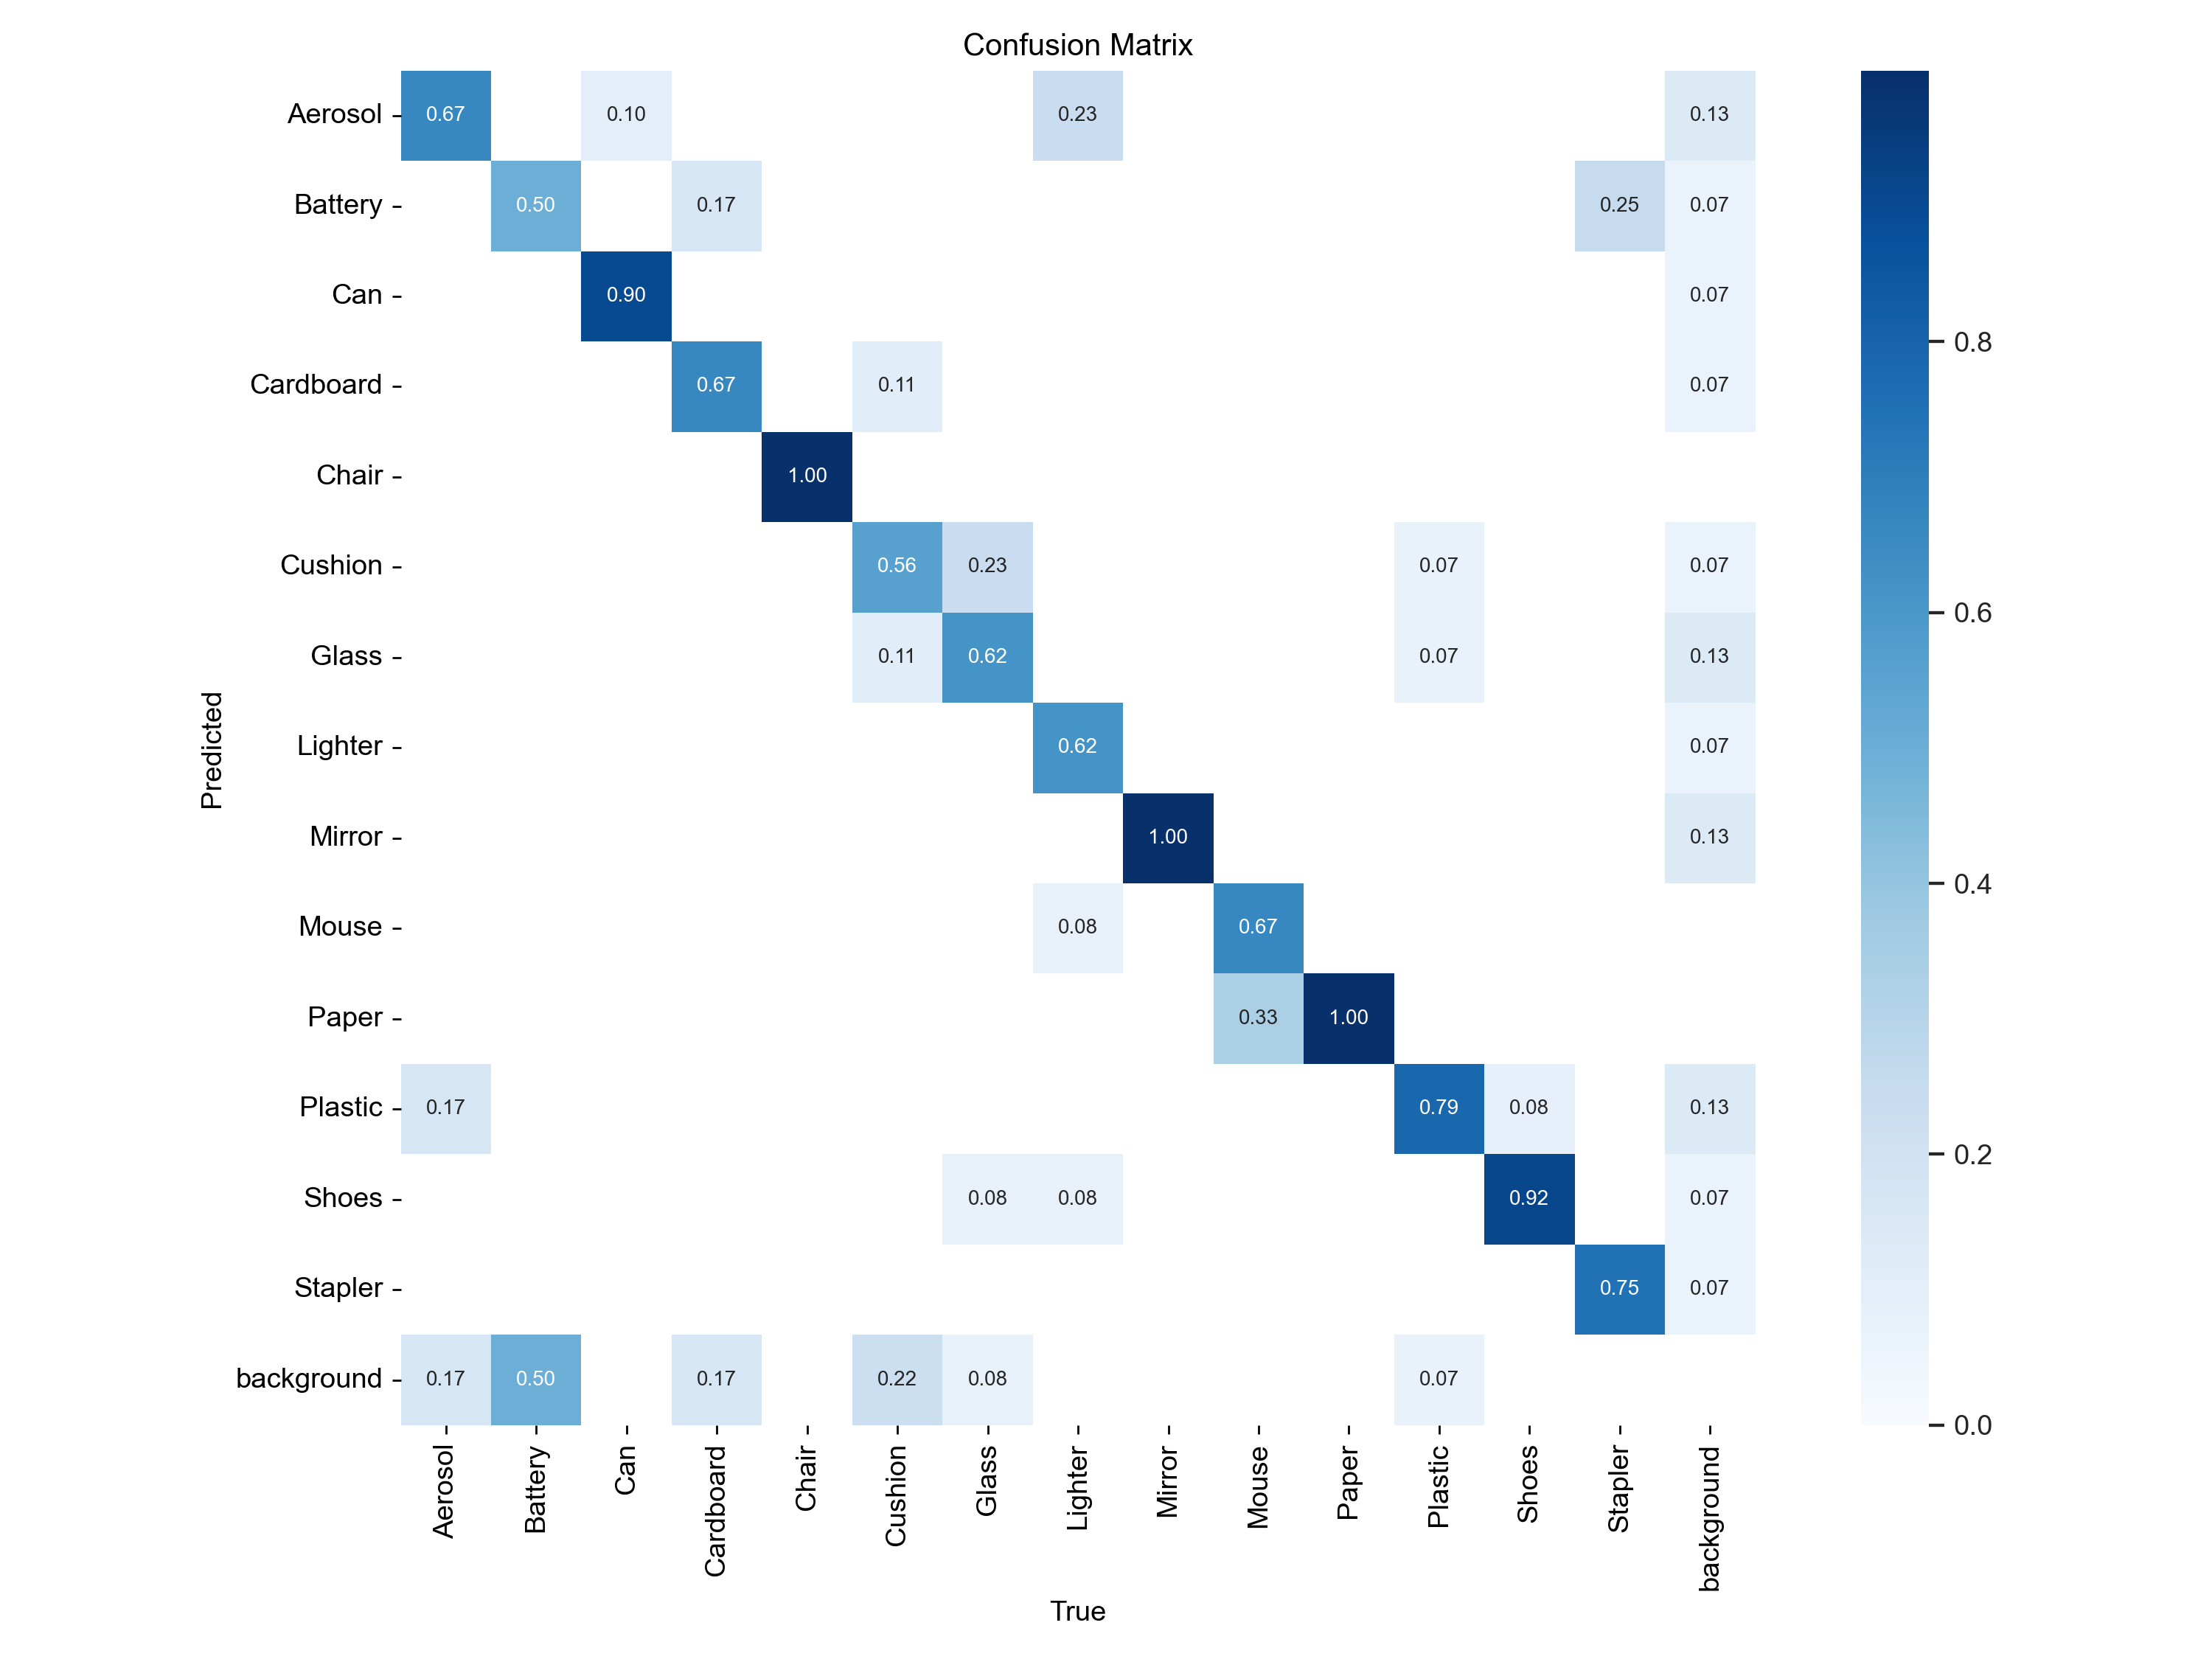 Confusion Matrix
Aerosol 0.67 0.10 0.23 0.13
Battery 0.50 0.17 0.25 0.07
Can 0.90 0.07
Cardboard 0.67 0.11 0.07
Chair 1.00
Cushion 0.56 0.23 0.07 0.07
Glass 0.11 0.62 0.07 0.13
Lighter 0.62 0.07
Mirror 1.00 0.13
Mouse 0.08 0.67
Paper 0.33 1.00
Plastic 0.17 0.79 0.08 0.13
Shoes 0.08 0.08 0.92 0.07
Stapler 0.75 0.07
background 0.17 0.50 0.17 0.22 0.08 0.07
Predicted
Aerosol Battery Can Cardboard Chair Cushion Glass Lighter Mirror Mouse Paper Plastic Shoes Stapler background
True
0.8
0.6
0.4
0.2
0.0